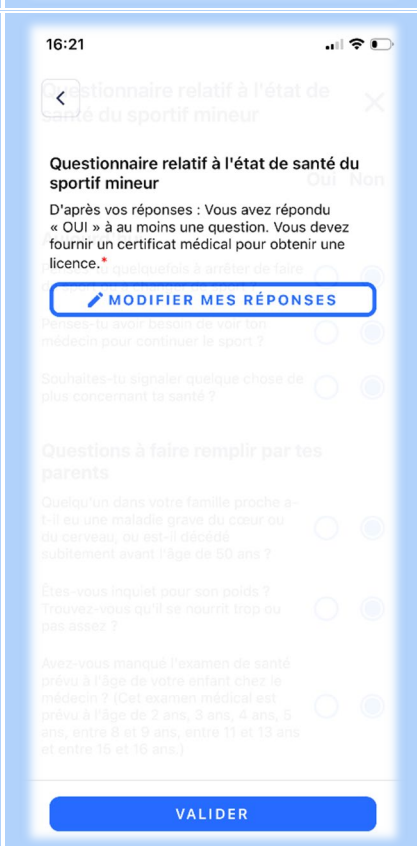 16:21
Questionnaire relatif à l'état de
santé du sportif mineur
Questionnaire relatif à l'état de santé du
sportif mineur
Oui Non
D'après vos réponses : Vous avez répondu
« OUI » à au moins une question. Vous devez
fournir un certificat médical pour obtenir une
licence.*
quelquefois à arrêter de faire
MODIFIER MES RÉPONSES
Penses-tu avoir besoin de voir ton
médecin pour continuer le sport ?
Souhaites-tu signaler quelque chose de
plus concernant ta santé ?
Questions à faire remplir par tes
parents
Quelqu'un dans votre famille proche a-
t-il eu une maladie grave du cœur ou
du cerveau, ou est-il décédé
subitement avant l'âge de 50 ans ?
Êtes-vous inquiet pour son poids ?
Trouvez-vous qu'il se nourrit trop ou
pas assez ?
Avez-vous manqué l'examen de santé
prévu à l'âge de votre enfant chez le
médecin ? (Cet examen médical est
prévu à l'âge de 2 ans, 3 ans, 4 ans, 5
ans, entre 8 et 9 ans, entre 11 et 13 ans
et entre 15 et 16 ans.)
VALIDER